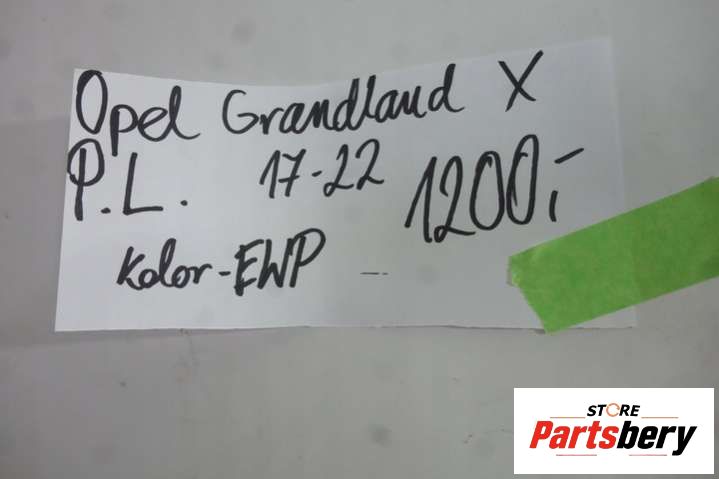 Opel Grandland X
P.L. 17-22 1200,-
Kolor-EWP
STORE
Partsbery